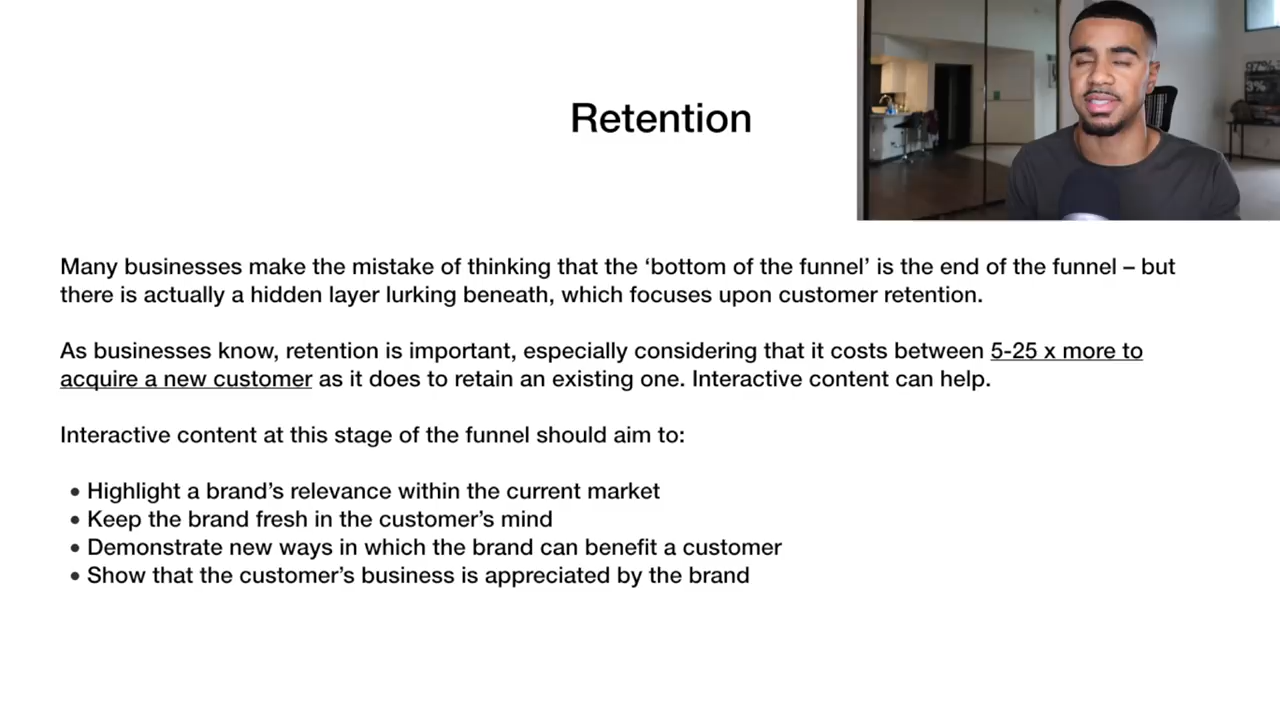 Retention
Many businesses make the mistake of thinking that the ‘bottom of the funnel’ is the end of the funnel – but
there is actually a hidden layer lurking beneath, which focuses upon customer retention.
As businesses know, retention is important, especially considering that it costs between 5-25 x more to
acquire a new customer as it does to retain an existing one. Interactive content can help.
Interactive content at this stage of the funnel should aim to:
• Highlight a brand’s relevance within the current market
• Keep the brand fresh in the customer’s mind
• Demonstrate new ways in which the brand can benefit a customer
• Show that the customer’s business is appreciated by the brand